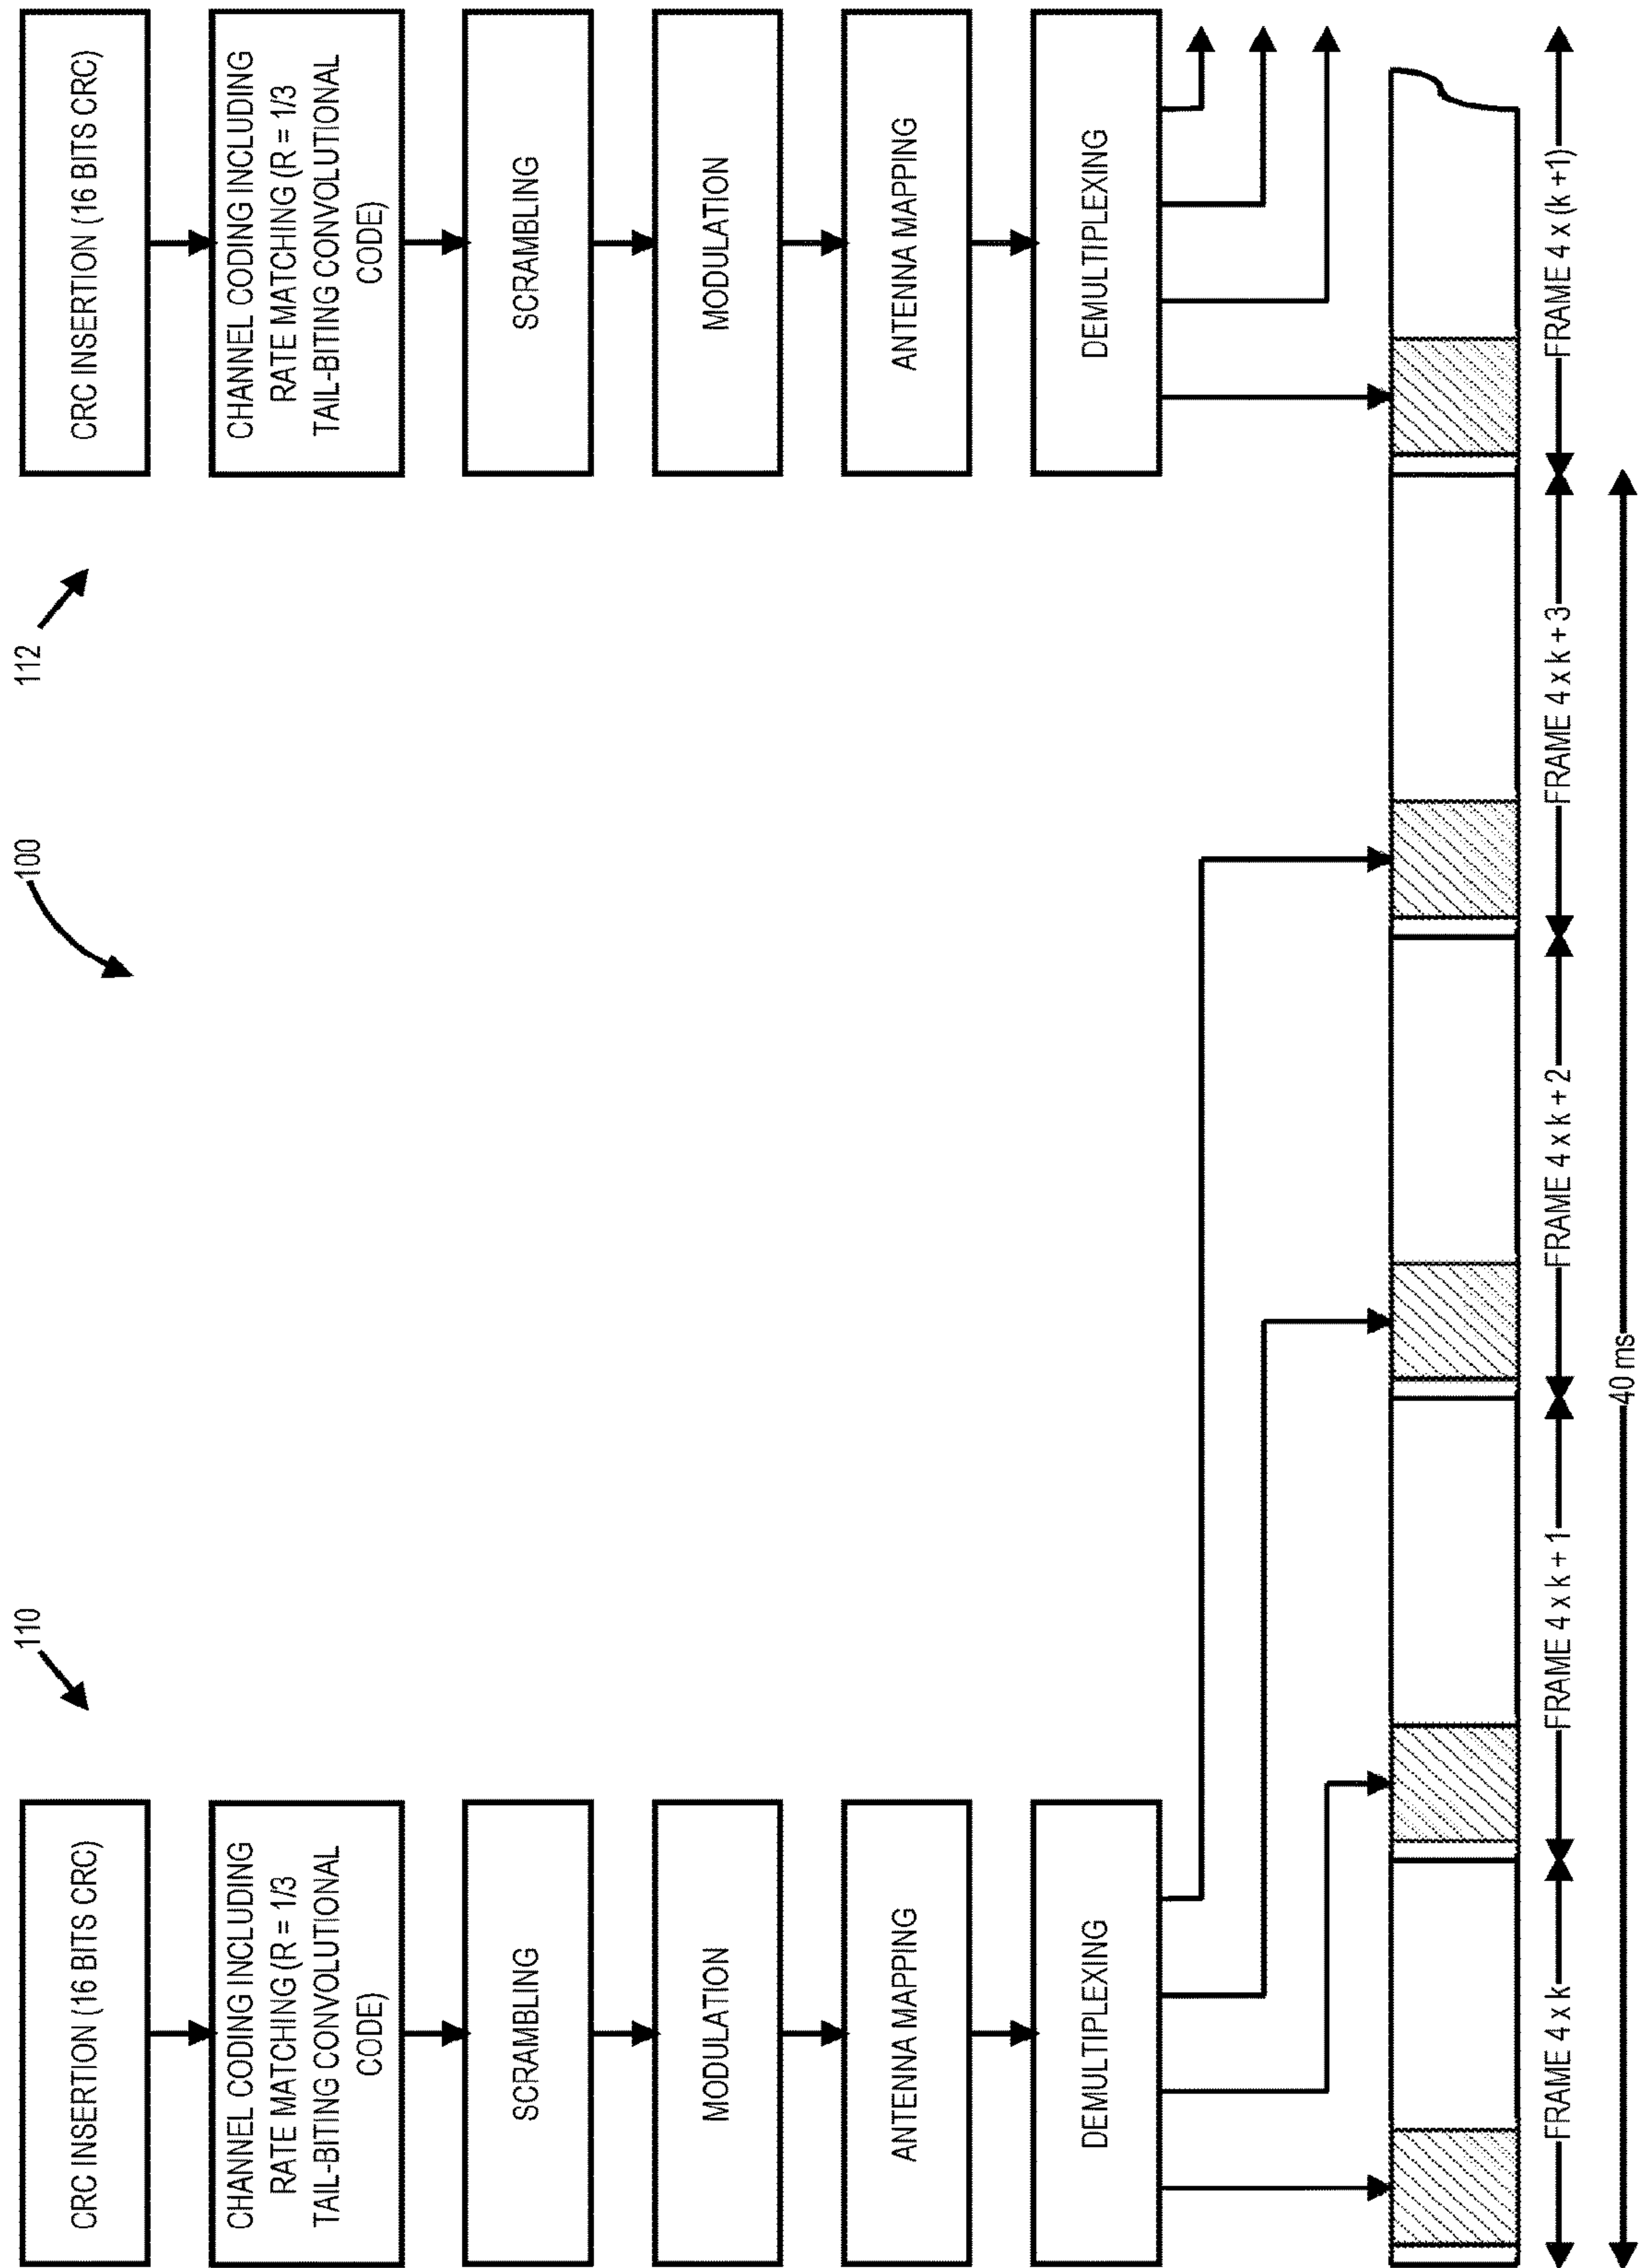 100
110
112
CRC INSERTION (16 BITS CRC)
CHANNEL CODING INCLUDING
RATE MATCHING (R = 1/3
TAIL-BITING CONVOLUTIONAL
CODE)
SCRAMBLING
MODULATION
ANTENNA MAPPING
DEMULTIPLEXING
CRC INSERTION (16 BITS CRC)
CHANNEL CODING INCLUDING
RATE MATCHING (R = 1/3
TAIL-BITING CONVOLUTIONAL
CODE)
SCRAMBLING
MODULATION
ANTENNA MAPPING
DEMULTIPLEXING
FRAME 4 x k
FRAME 4 x k + 1
FRAME 4 x k + 2
FRAME 4 x k + 3
FRAME 4 x (k +1)
40 ms